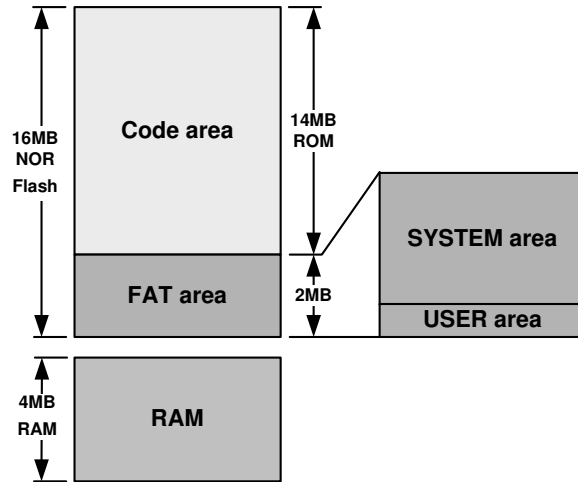 16MB
NOR
Flash
Code area
14MB
ROM
FAT area
2MB
SYSTEM area
USER area
4MB
RAM
RAM